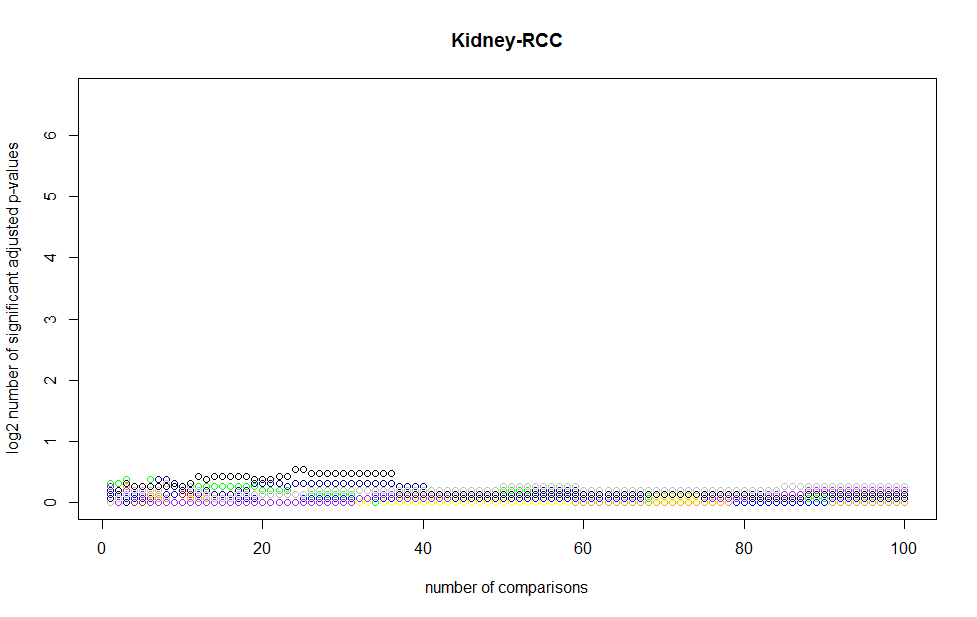 Kidney-RCC
log2 number of significant adjusted p-values
6
5
4
3
2
1
0
0 20 40 60 80 100
number of comparisons